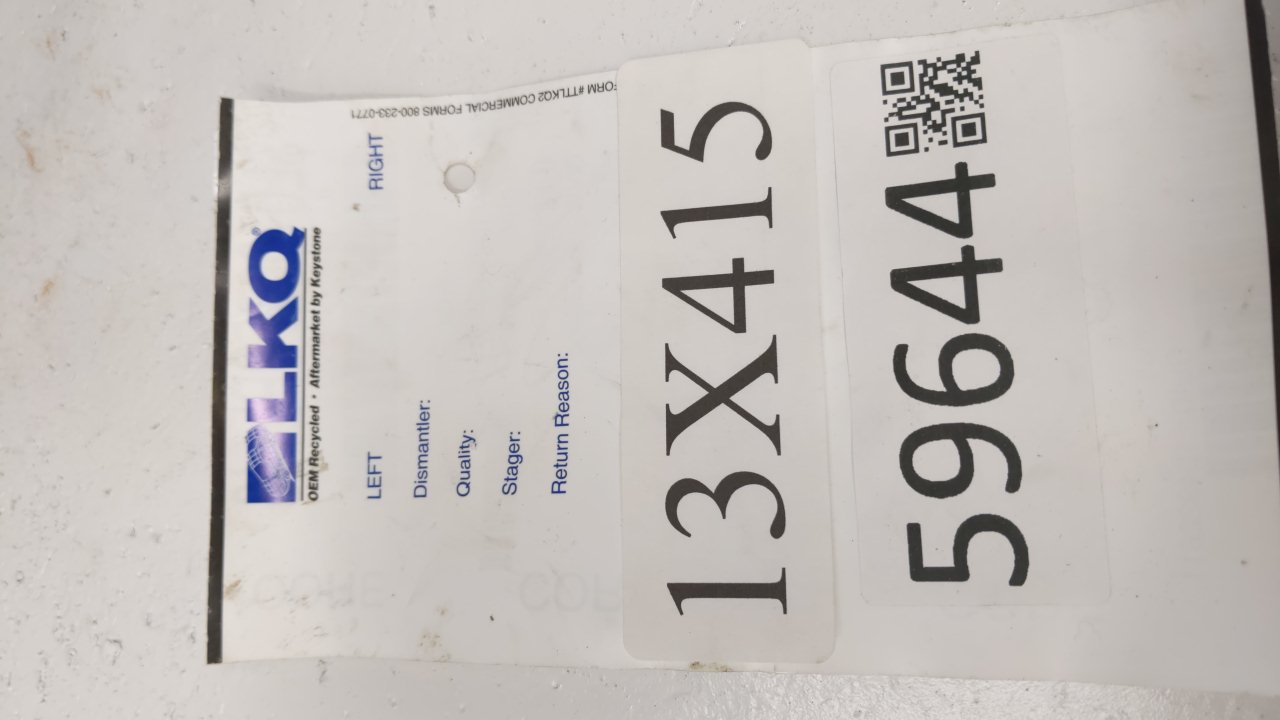 LKQ®
OEM Recycled • Aftermarket by Keystone
LEFT RIGHT
Dismantler:
Quality:
Stager:
Return Reason:
FORM #TTLKQ2 COMMERCIAL FORMS 800-233-0771
13X415
59644